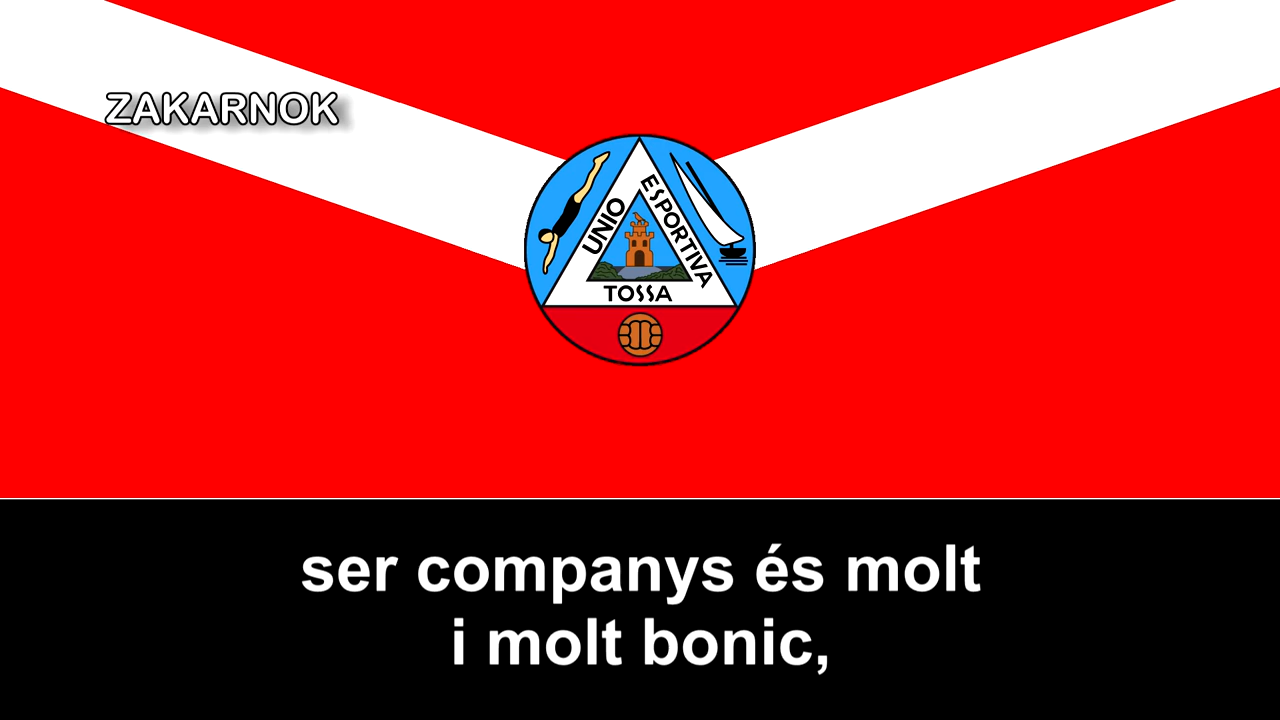 ZAKARNOK
UNIO
ESPORTIVA
TOSSA
ser companys és molt
i molt bonic,